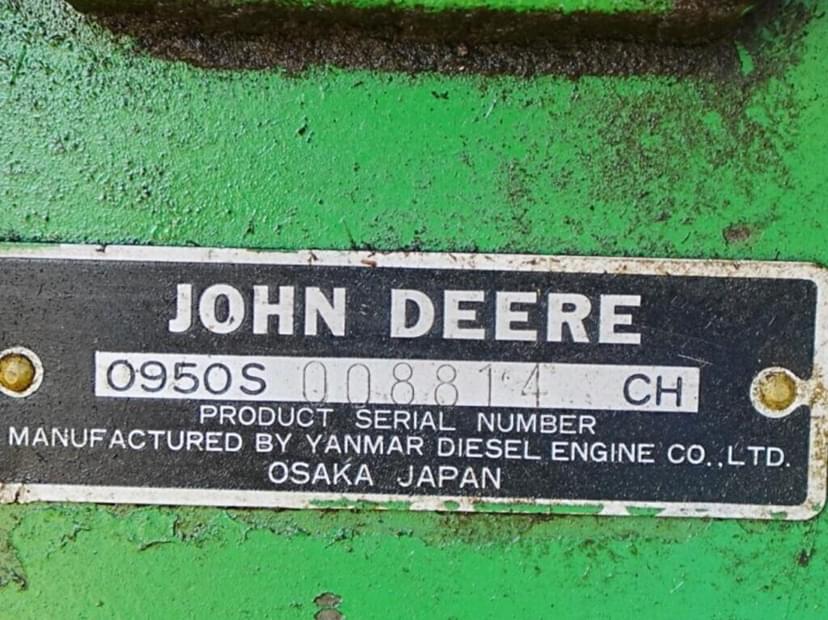 JOHN DEERE
0950S 008814 CH
PRODUCT SERIAL NUMBER
MANUFACTURED BY YANMAR DIESEL ENGINE CO.,LTD.
OSAKA JAPAN